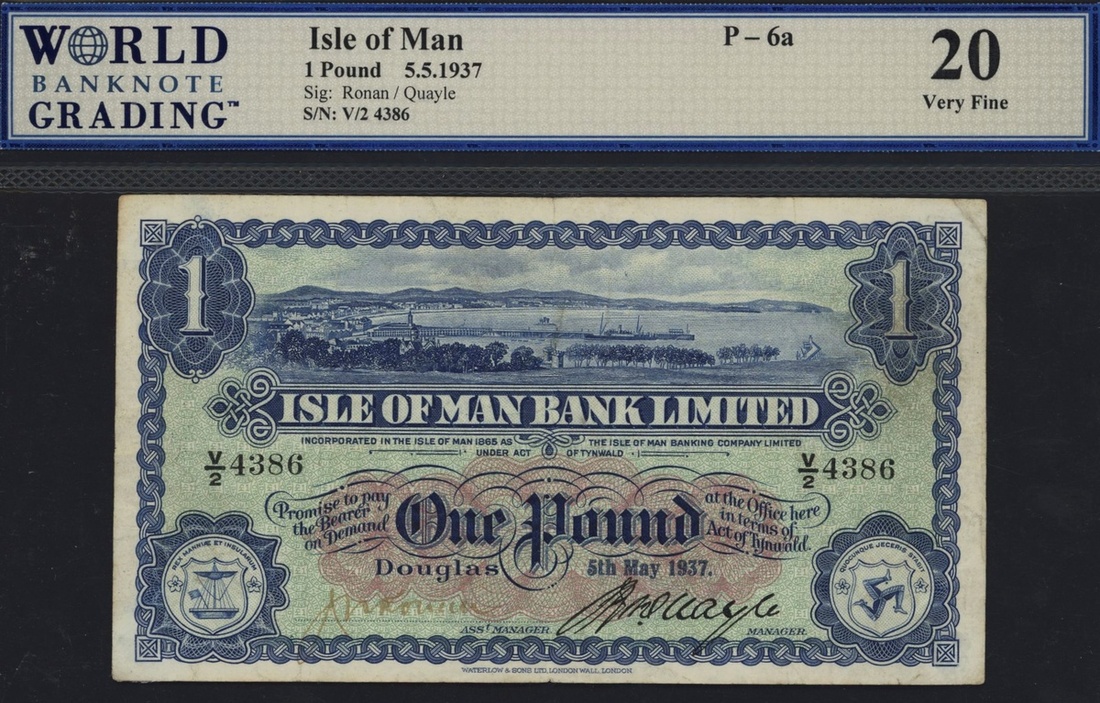 WORLD
BANKNOTE
GRADING™
Isle of Man
1 Pound 5.5.1937
Sig: Ronan / Quayle
S/N: V/2 4386
P – 6a
20
Very Fine
1
1
ISLE OF MAN BANK LIMITED
INCORPORATED IN THE ISLE OF MAN 1865 AS THE ISLE OF MAN BANKING COMPANY LIMITED
UNDER ACT OF TYNWALD
V/2 4386
V/2 4386
Promise to pay
the Bearer
on Demand
One Pound
at the Office here
in terms of
Act of Tynwald.
Douglas 5th May 1937.
REX MANNIÆ ET INSULARUM
QUOCUNQUE JECERIS STABIT
ASST MANAGER.
MANAGER.
WATERLOW & SONS LTD. LONDON WALL, LONDON.